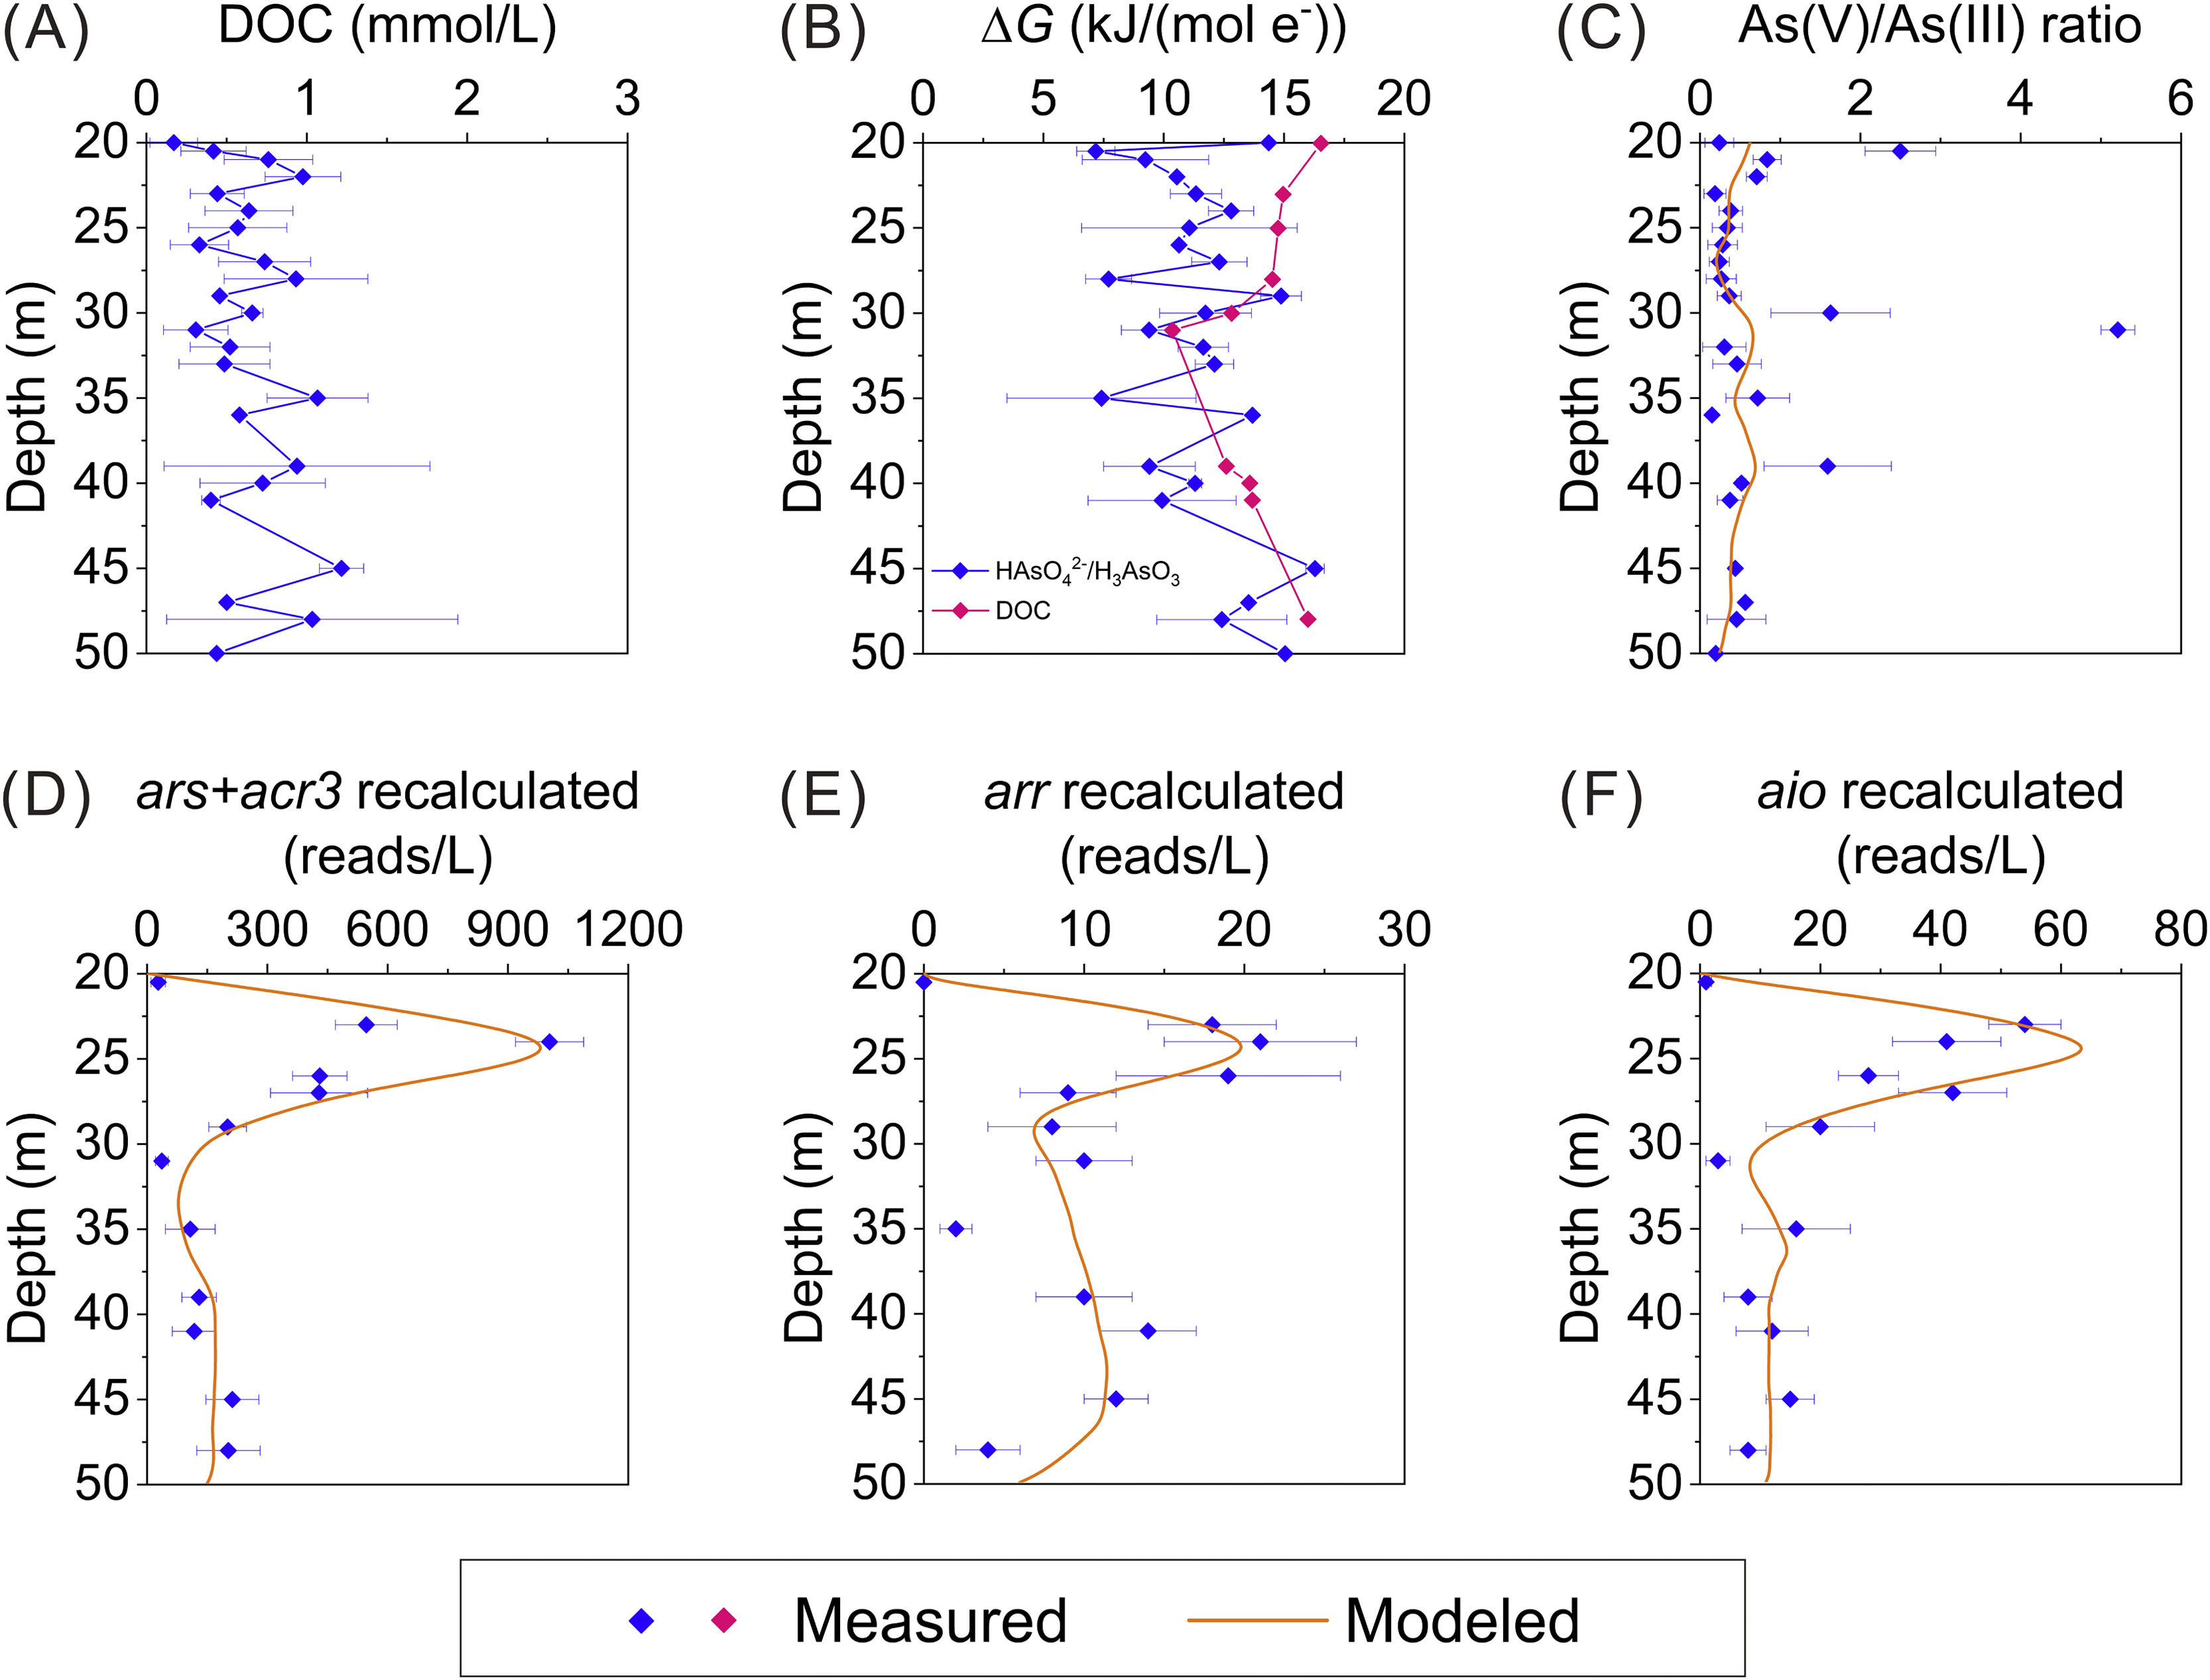 (A) DOC (mmol/L)
0 1 2 3
20
25
30
35
40
45
50
Depth (m)
(B) ΔG (kJ/(mol e⁻))
0 5 10 15 20
20
25
30
35
40
45
50
Depth (m)
HAsO₄²⁻/H₃AsO₃
DOC
(C) As(V)/As(III) ratio
0 2 4 6
20
25
30
35
40
45
50
Depth (m)
(D) ars+acr3 recalculated
(reads/L)
0 300 600 900 1200
20
25
30
35
40
45
50
Depth (m)
(E) arr recalculated
(reads/L)
0 10 20 30
20
25
30
35
40
45
50
Depth (m)
(F) aio recalculated
(reads/L)
0 20 40 60 80
20
25
30
35
40
45
50
Depth (m)
Measured Modeled